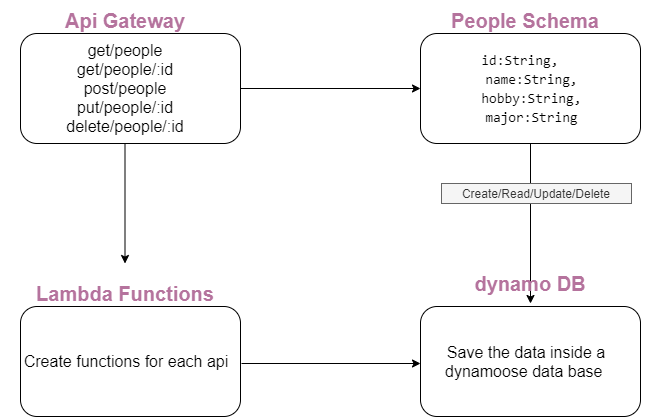 Api Gateway
get/people
get/people/:id
post/people
put/people/:id
delete/people/:id
People Schema
id:String,
name:String,
hobby:String,
major:String
Create/Read/Update/Delete
Lambda Functions
Create functions for each api
dynamo DB
Save the data inside a
dynamoose data base